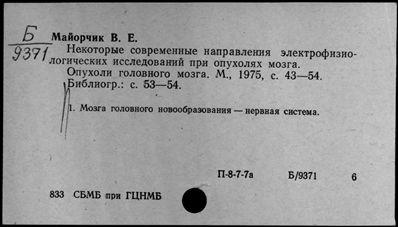 Б
9371
Майорчик В. Е.
Некоторые современные направления электрофизио-
логических исследований при опухолях мозга.
Опухоли головного мозга. М., 1975, с. 43—54.
Библиогр.: с. 53—54.
1. Мозга головного новообразования — нервная система.
П-8-7-7а Б/9371 6
833 СБМБ при ГЦНМБ